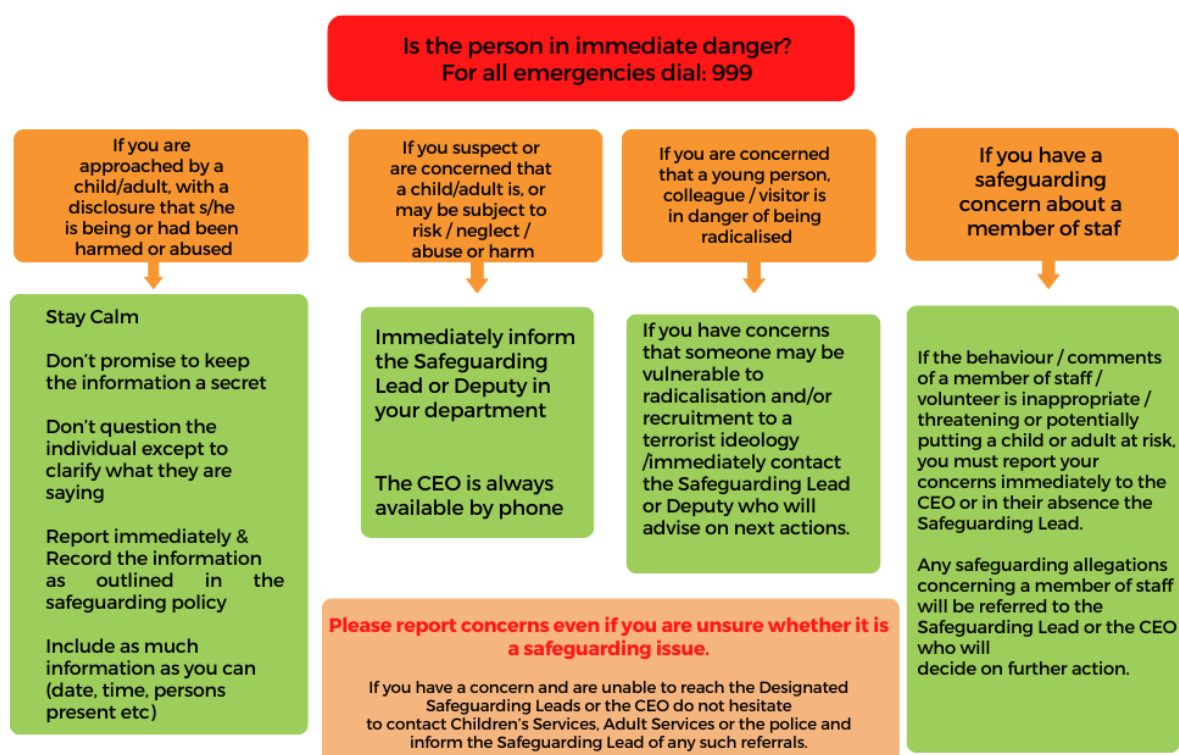 Is the person in immediate danger?
For all emergencies dial: 999
If you are
approached by a
child/adult, with a
disclosure that s/he
is being or had been
harmed or abused
Stay Calm
Don't promise to keep
the information a secret
Don't question the
individual except to
clarify what they are
saying
Report immediately &
Record the information
as outlined in the
safeguarding policy
Include as much
information as you can
(date, time, persons
present etc)
If you suspect or
are concerned that
a child/adult is, or
may be subject to
risk / neglect /
abuse or harm
Immediately inform
the Safeguarding
Lead or Deputy in
your department
The CEO is always
available by phone
If you are concerned
that a young person,
colleague / visitor is
in danger of being
radicalised
If you have concerns
that someone may be
vulnerable to
radicalisation and/or
recruitment to a
terrorist ideology
/immediately contact
the Safeguarding Lead
or Deputy who will
advise on next actions.
If you have a
safeguarding
concern about a
member of staf
If the behaviour / comments
of a member of staff /
volunteer is inappropriate /
threatening or potentially
putting a child or adult at risk,
you must report your
concerns immediately to the
CEO or in their absence the
Safeguarding Lead.
Any safeguarding allegations
concerning a member of staff
will be referred to the
Safeguarding Lead or the CEO
who will
decide on further action.
Please report concerns even if you are unsure whether it is
a safeguarding issue.
If you have a concern and are unable to reach the Designated
Safeguarding Leads or the CEO do not hesitate
to contact Children's Services, Adult Services or the police and
inform the Safeguarding Lead of any such referrals.